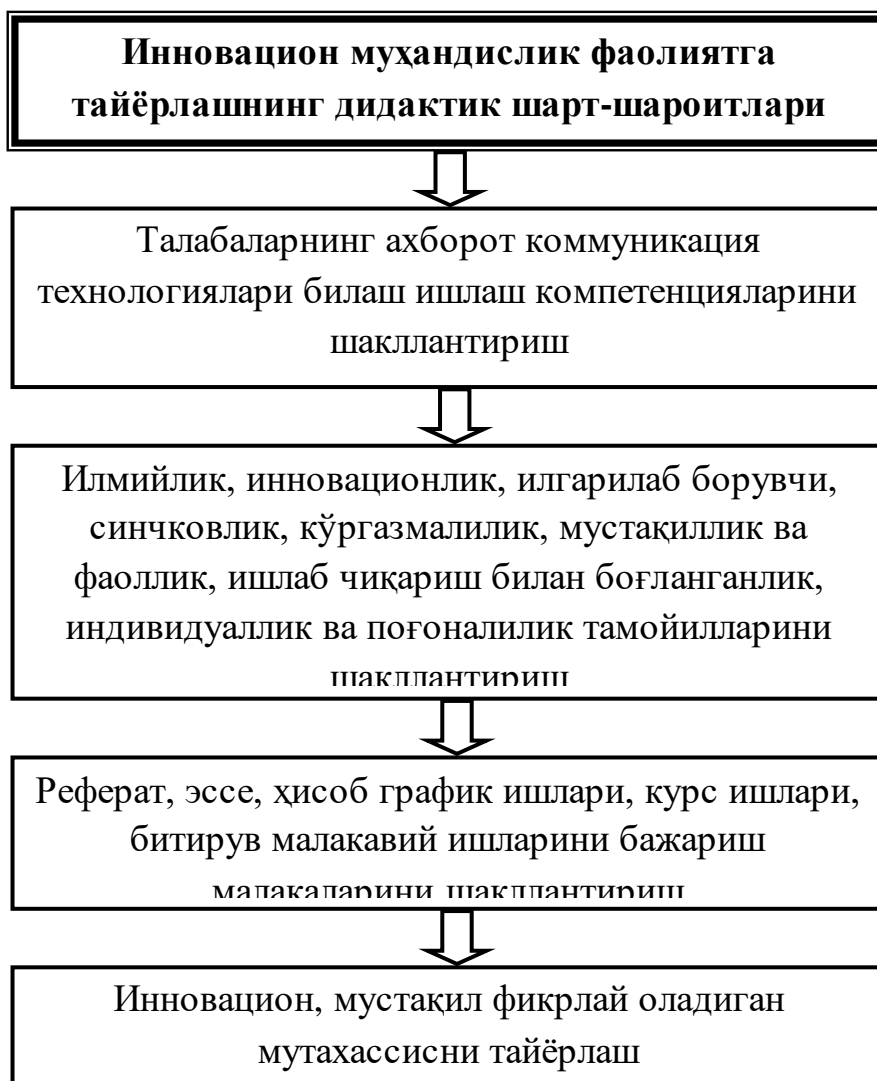 Инновацион муҳандислик фаолиятга
тайёрлашнинг дидактик шарт-шароитлари
Талабаларнинг ахборот коммуникация
технологиялари билаш ишлаш компетенцияларини
шакллантириш
Илмийлик, инновационлик, илгарилаб борувчи,
синчковлик, кўргазмалилик, мустақиллик ва
фаоллик, ишлаб чиқариш билан боғланганлик,
индивидуаллик ва поғоналилик тамойилларини
шакллантириш
Реферат, эссе, ҳисоб график ишлари, курс ишлари,
битирув малакавий ишларини бажариш
малакаларини шакллантириш
Инновацион, мустақил фикрлай оладиган
мутахассисни тайёрлаш